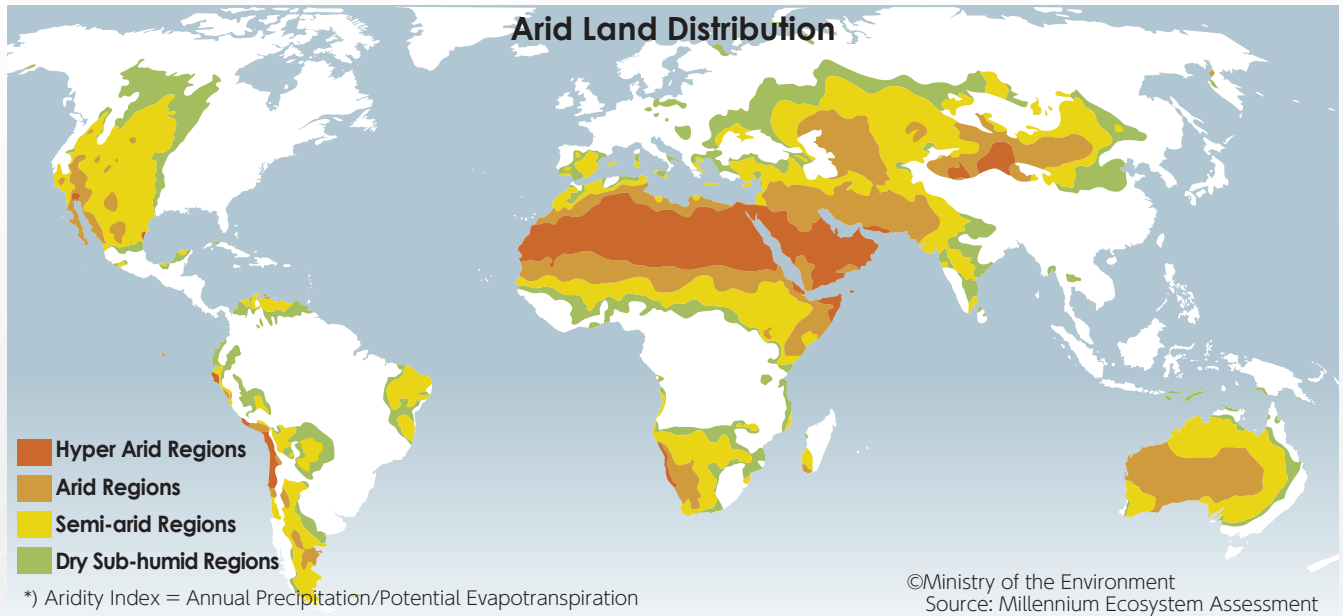 Arid Land Distribution
Hyper Arid Regions
Arid Regions
Semi-arid Regions
Dry Sub-humid Regions
*) Aridity Index = Annual Precipitation/Potential Evapotranspiration
©Ministry of the Environment
Source: Millennium Ecosystem Assessment